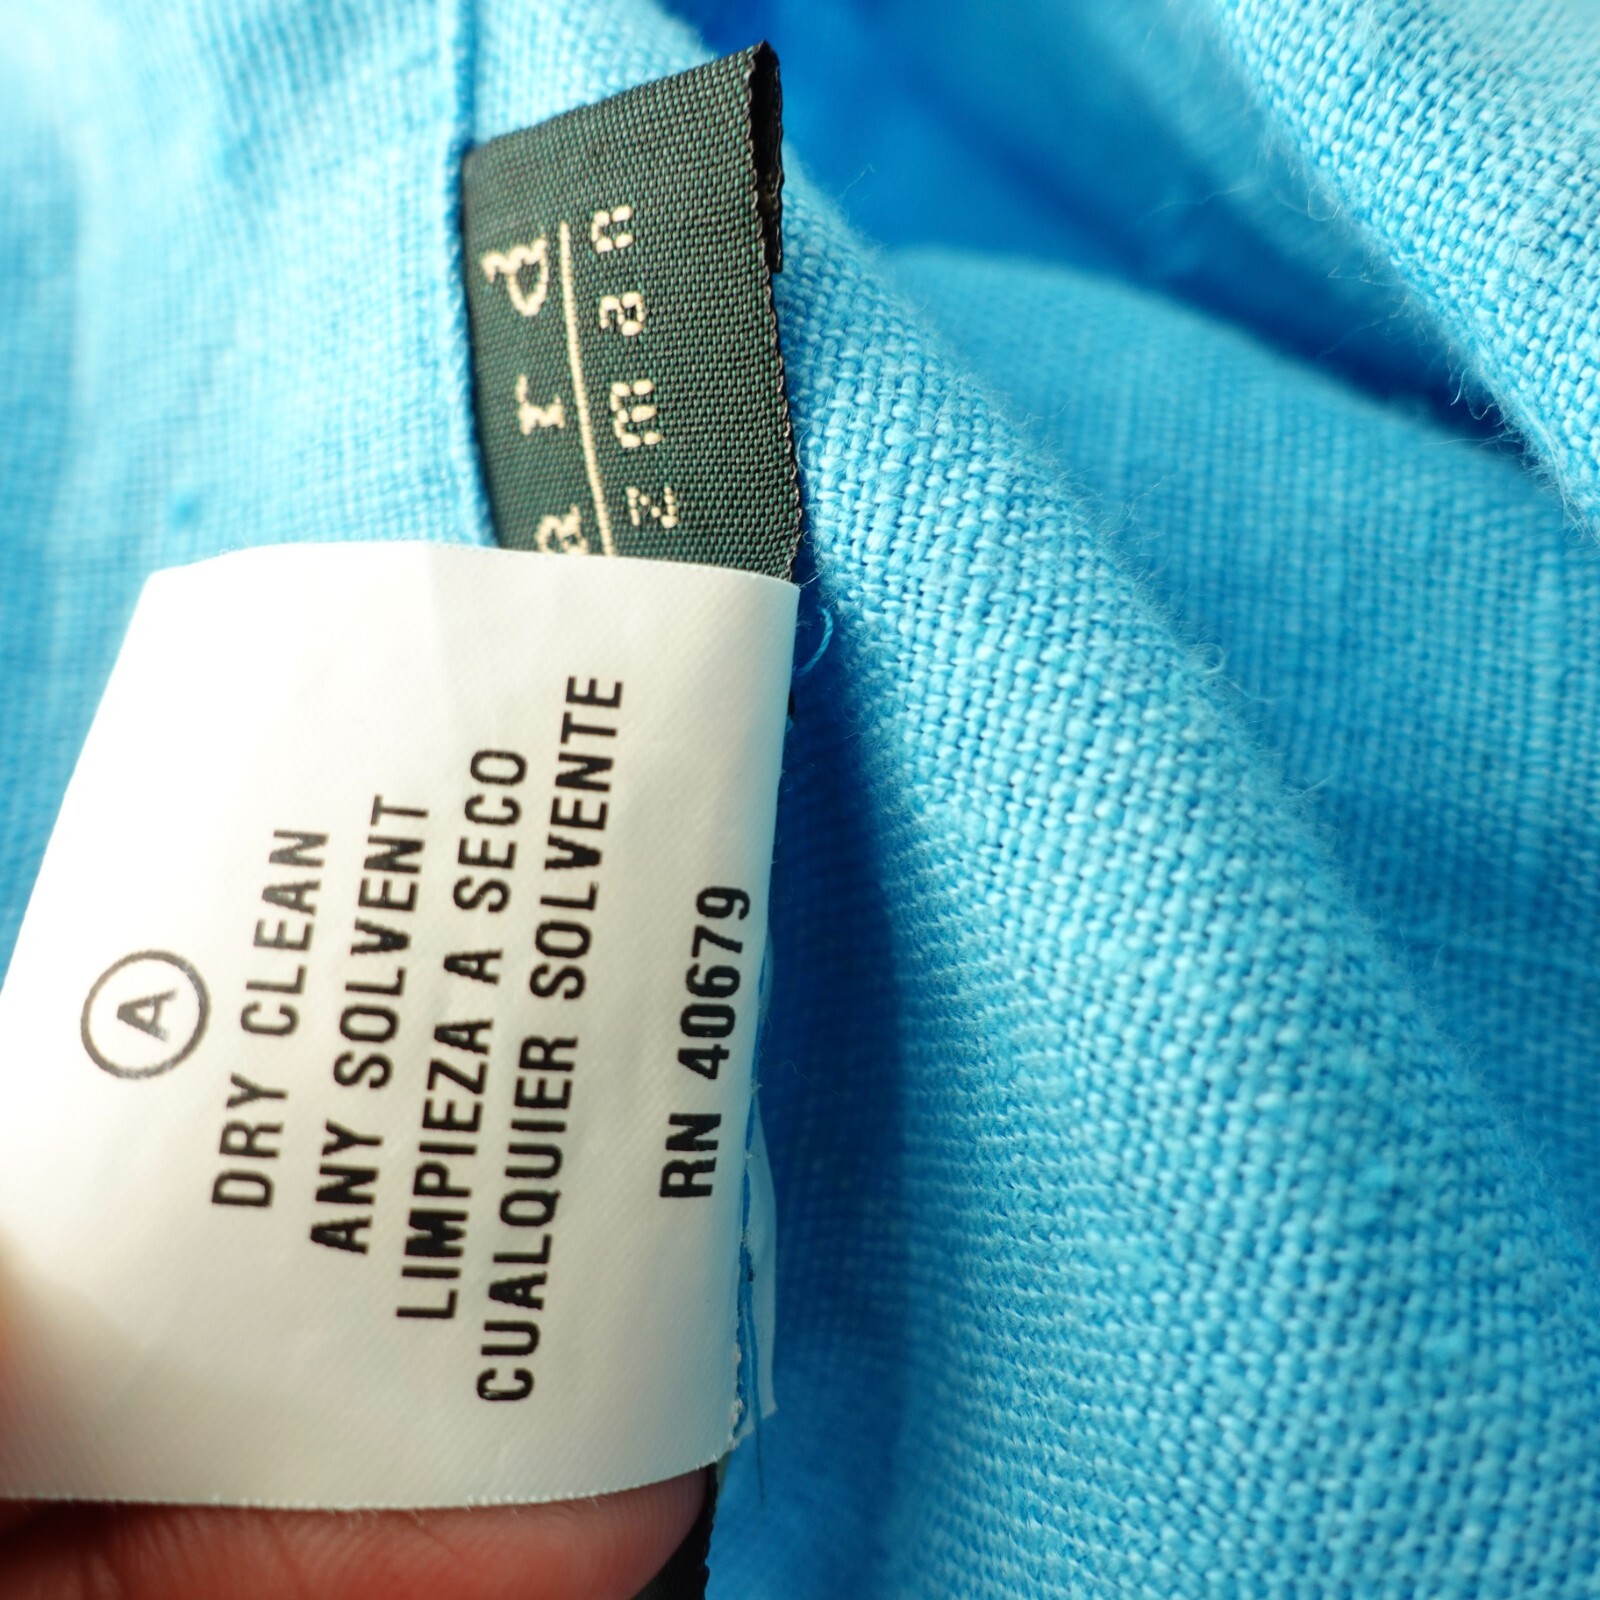 A
DRY CLEAN
ANY SOLVENT
LIMPIEZA A SECO
CUALQUIER SOLVENTE
RN 40679